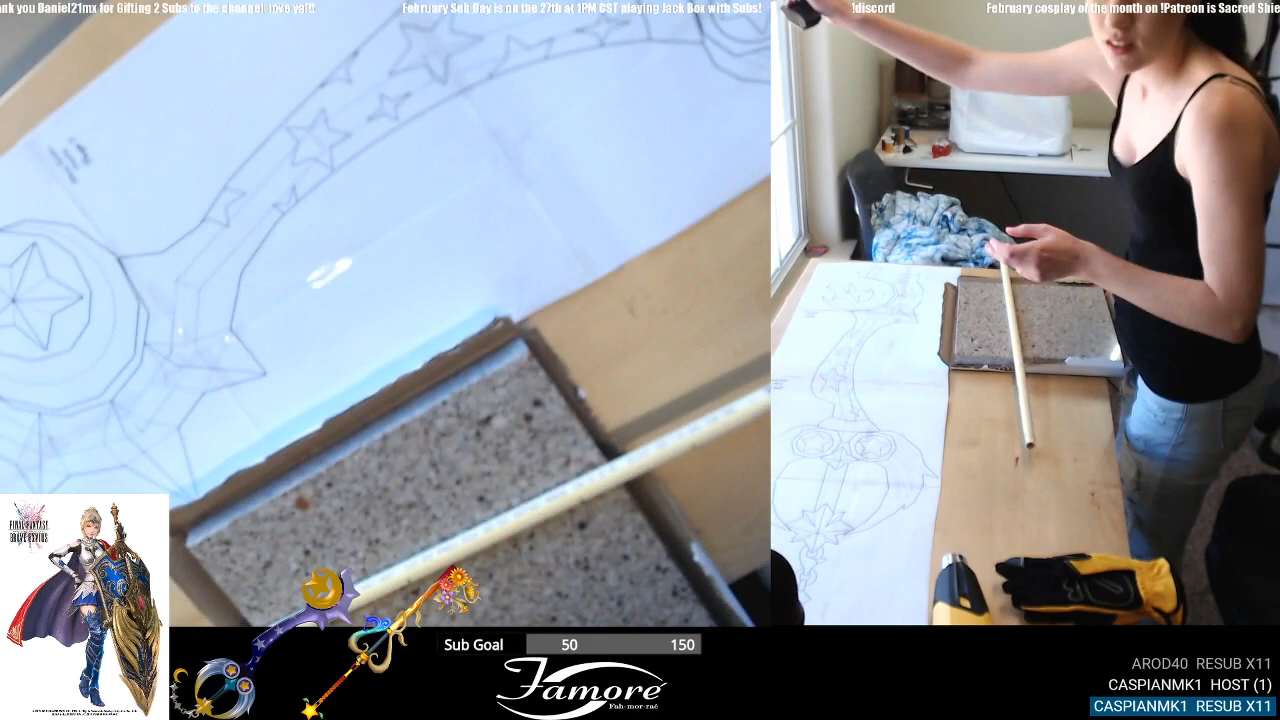 ank you Daniel21mx for Gifting 2 Subs to the channel, love ya!!!
February Sub Day is on the 27th at 1PM CST playing Jack Box with Subs!
!discord
February cosplay of the month on !Patreon is Sacred Shie
FINAL FANTASY
BRAVE EXVIUS
Sub Goal
50
150
Famoré
Fah-mor-raé
AROD40 RESUB X11
CASPIANMK1 HOST (1)
CASPIANMK1 RESUB X11